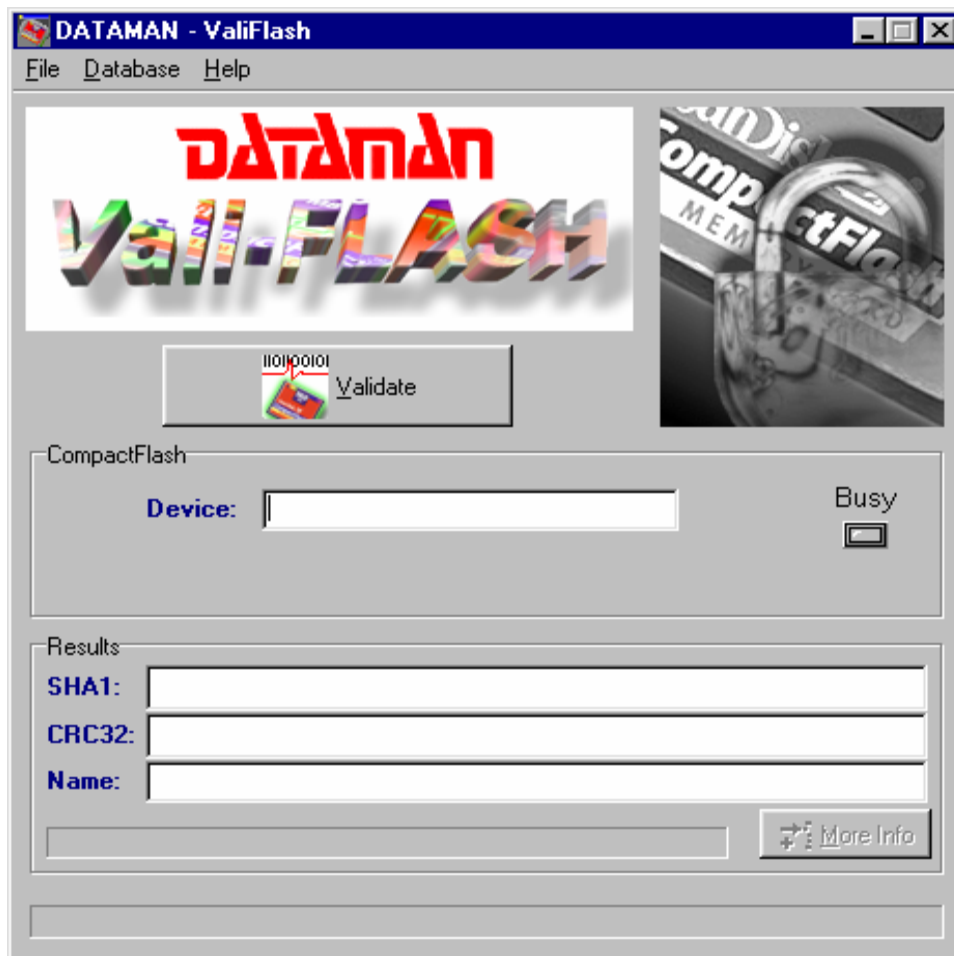 DATAMAN - ValiFlash
File Database Help
DATAMAN
Vali-FLASH
SanDisk
CompactFlash
MEM
Validate
CompactFlash
Device:
Busy
Results
SHA1:
CRC32:
Name:
More Info